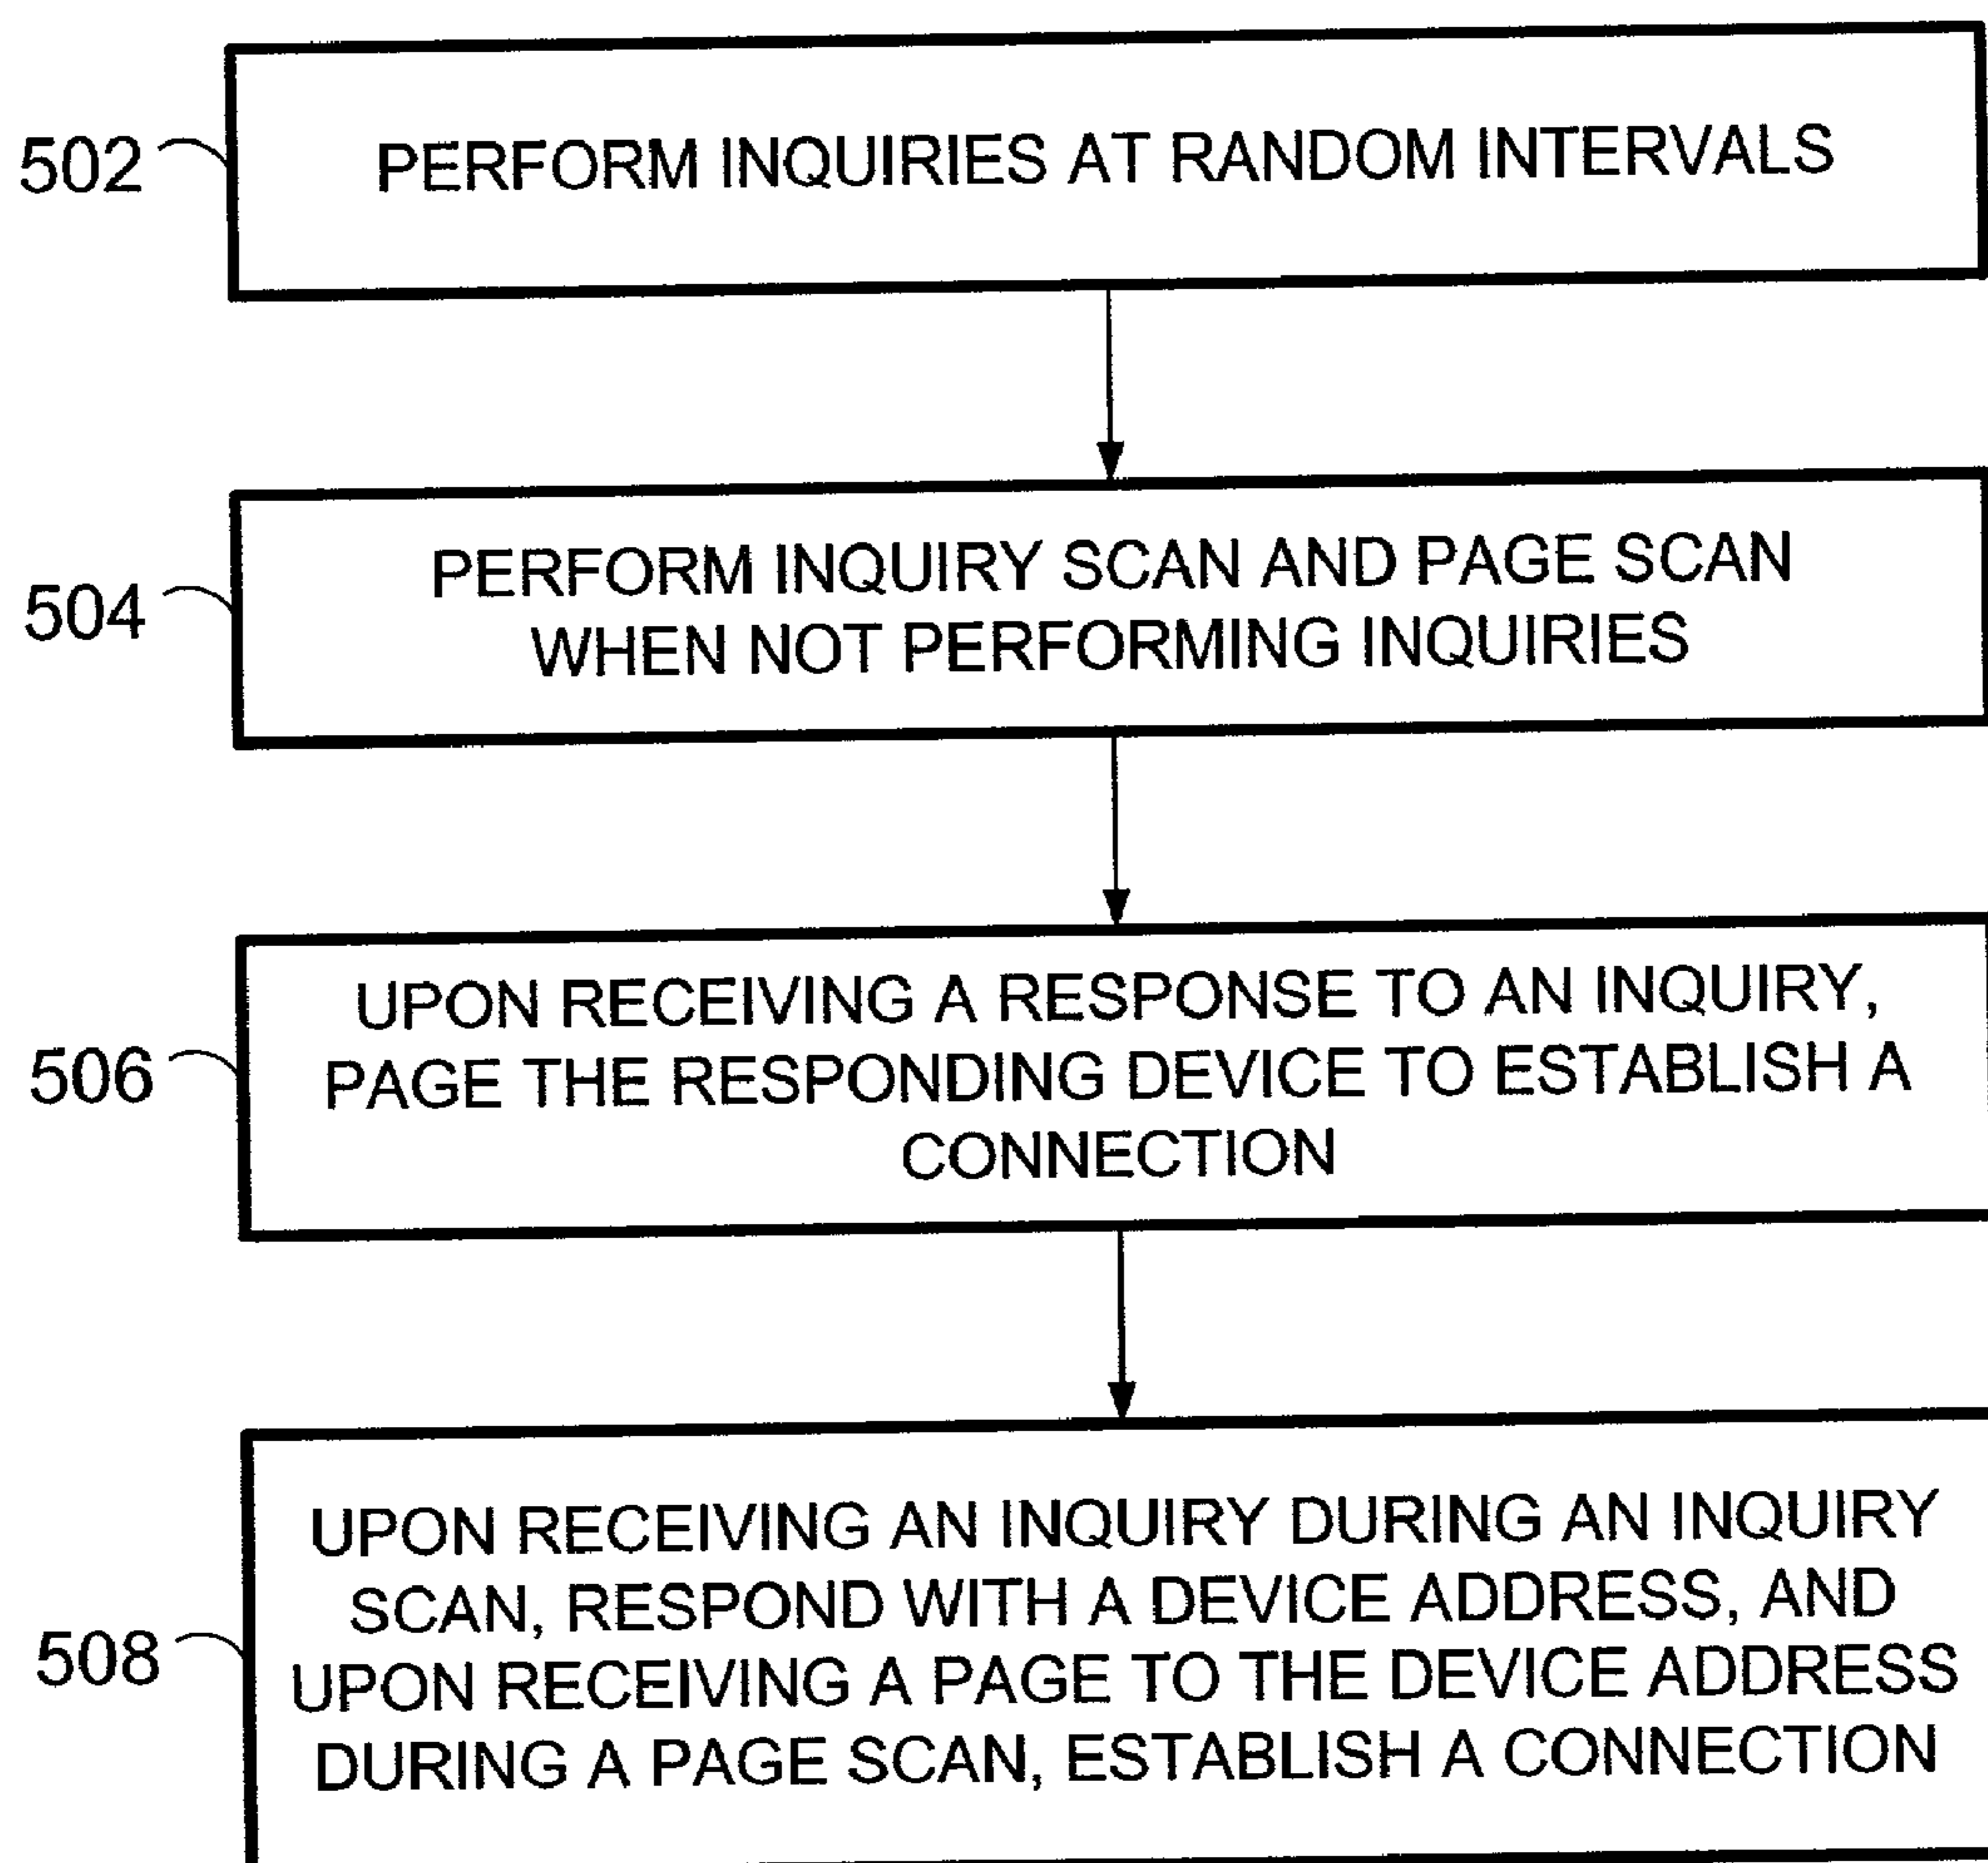 502
PERFORM INQUIRIES AT RANDOM INTERVALS
504
PERFORM INQUIRY SCAN AND PAGE SCAN
WHEN NOT PERFORMING INQUIRIES
506
UPON RECEIVING A RESPONSE TO AN INQUIRY,
PAGE THE RESPONDING DEVICE TO ESTABLISH A
CONNECTION
508
UPON RECEIVING AN INQUIRY DURING AN INQUIRY
SCAN, RESPOND WITH A DEVICE ADDRESS, AND
UPON RECEIVING A PAGE TO THE DEVICE ADDRESS
DURING A PAGE SCAN, ESTABLISH A CONNECTION